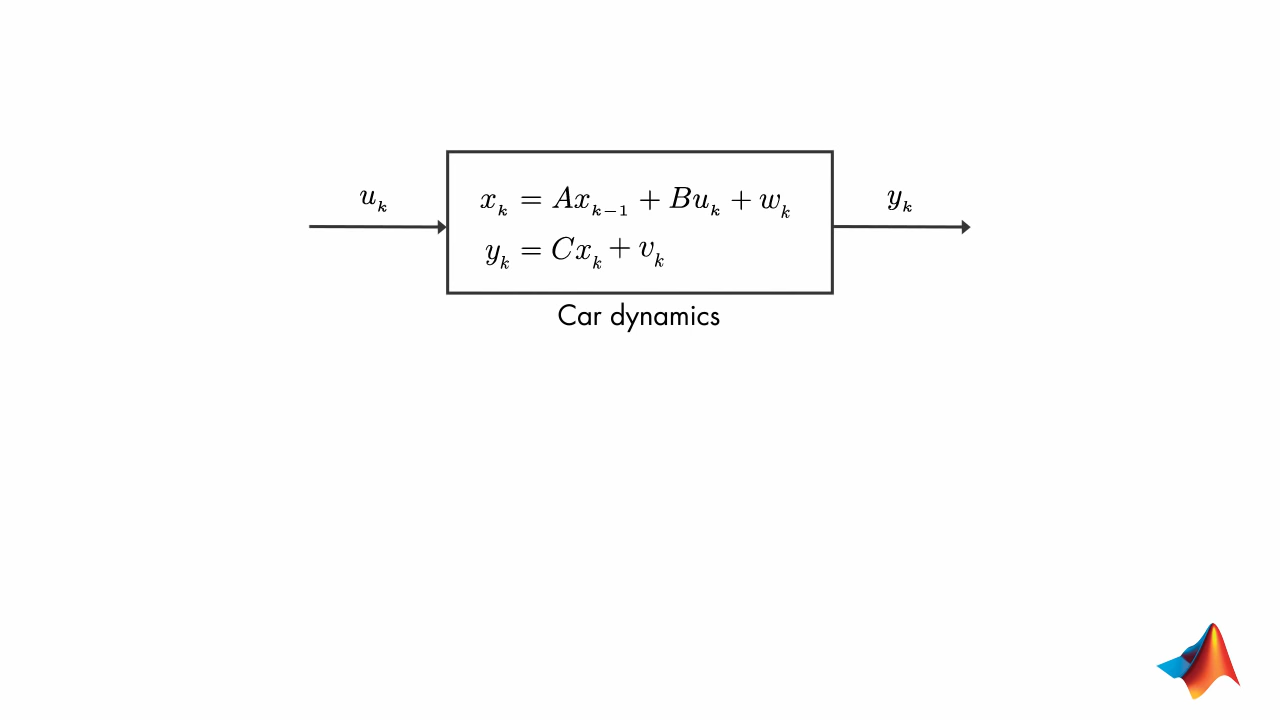 u_k
x_k = Ax_{k-1} + Bu_k + w_k
y_k
y_k = Cx_k + v_k
Car dynamics